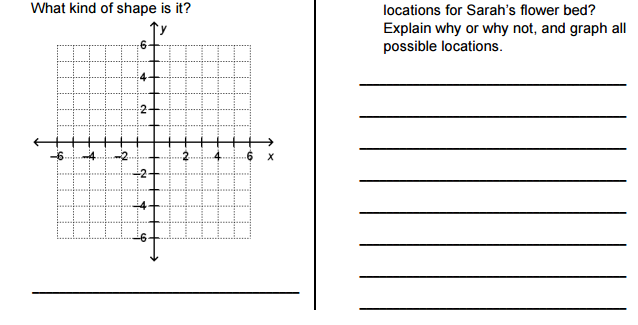 What kind of shape is it?
y
6
4
2
-6 -4 -2 2 4 6 x
-2
-4
-6
locations for Sarah's flower bed?
Explain why or why not, and graph all
possible locations.